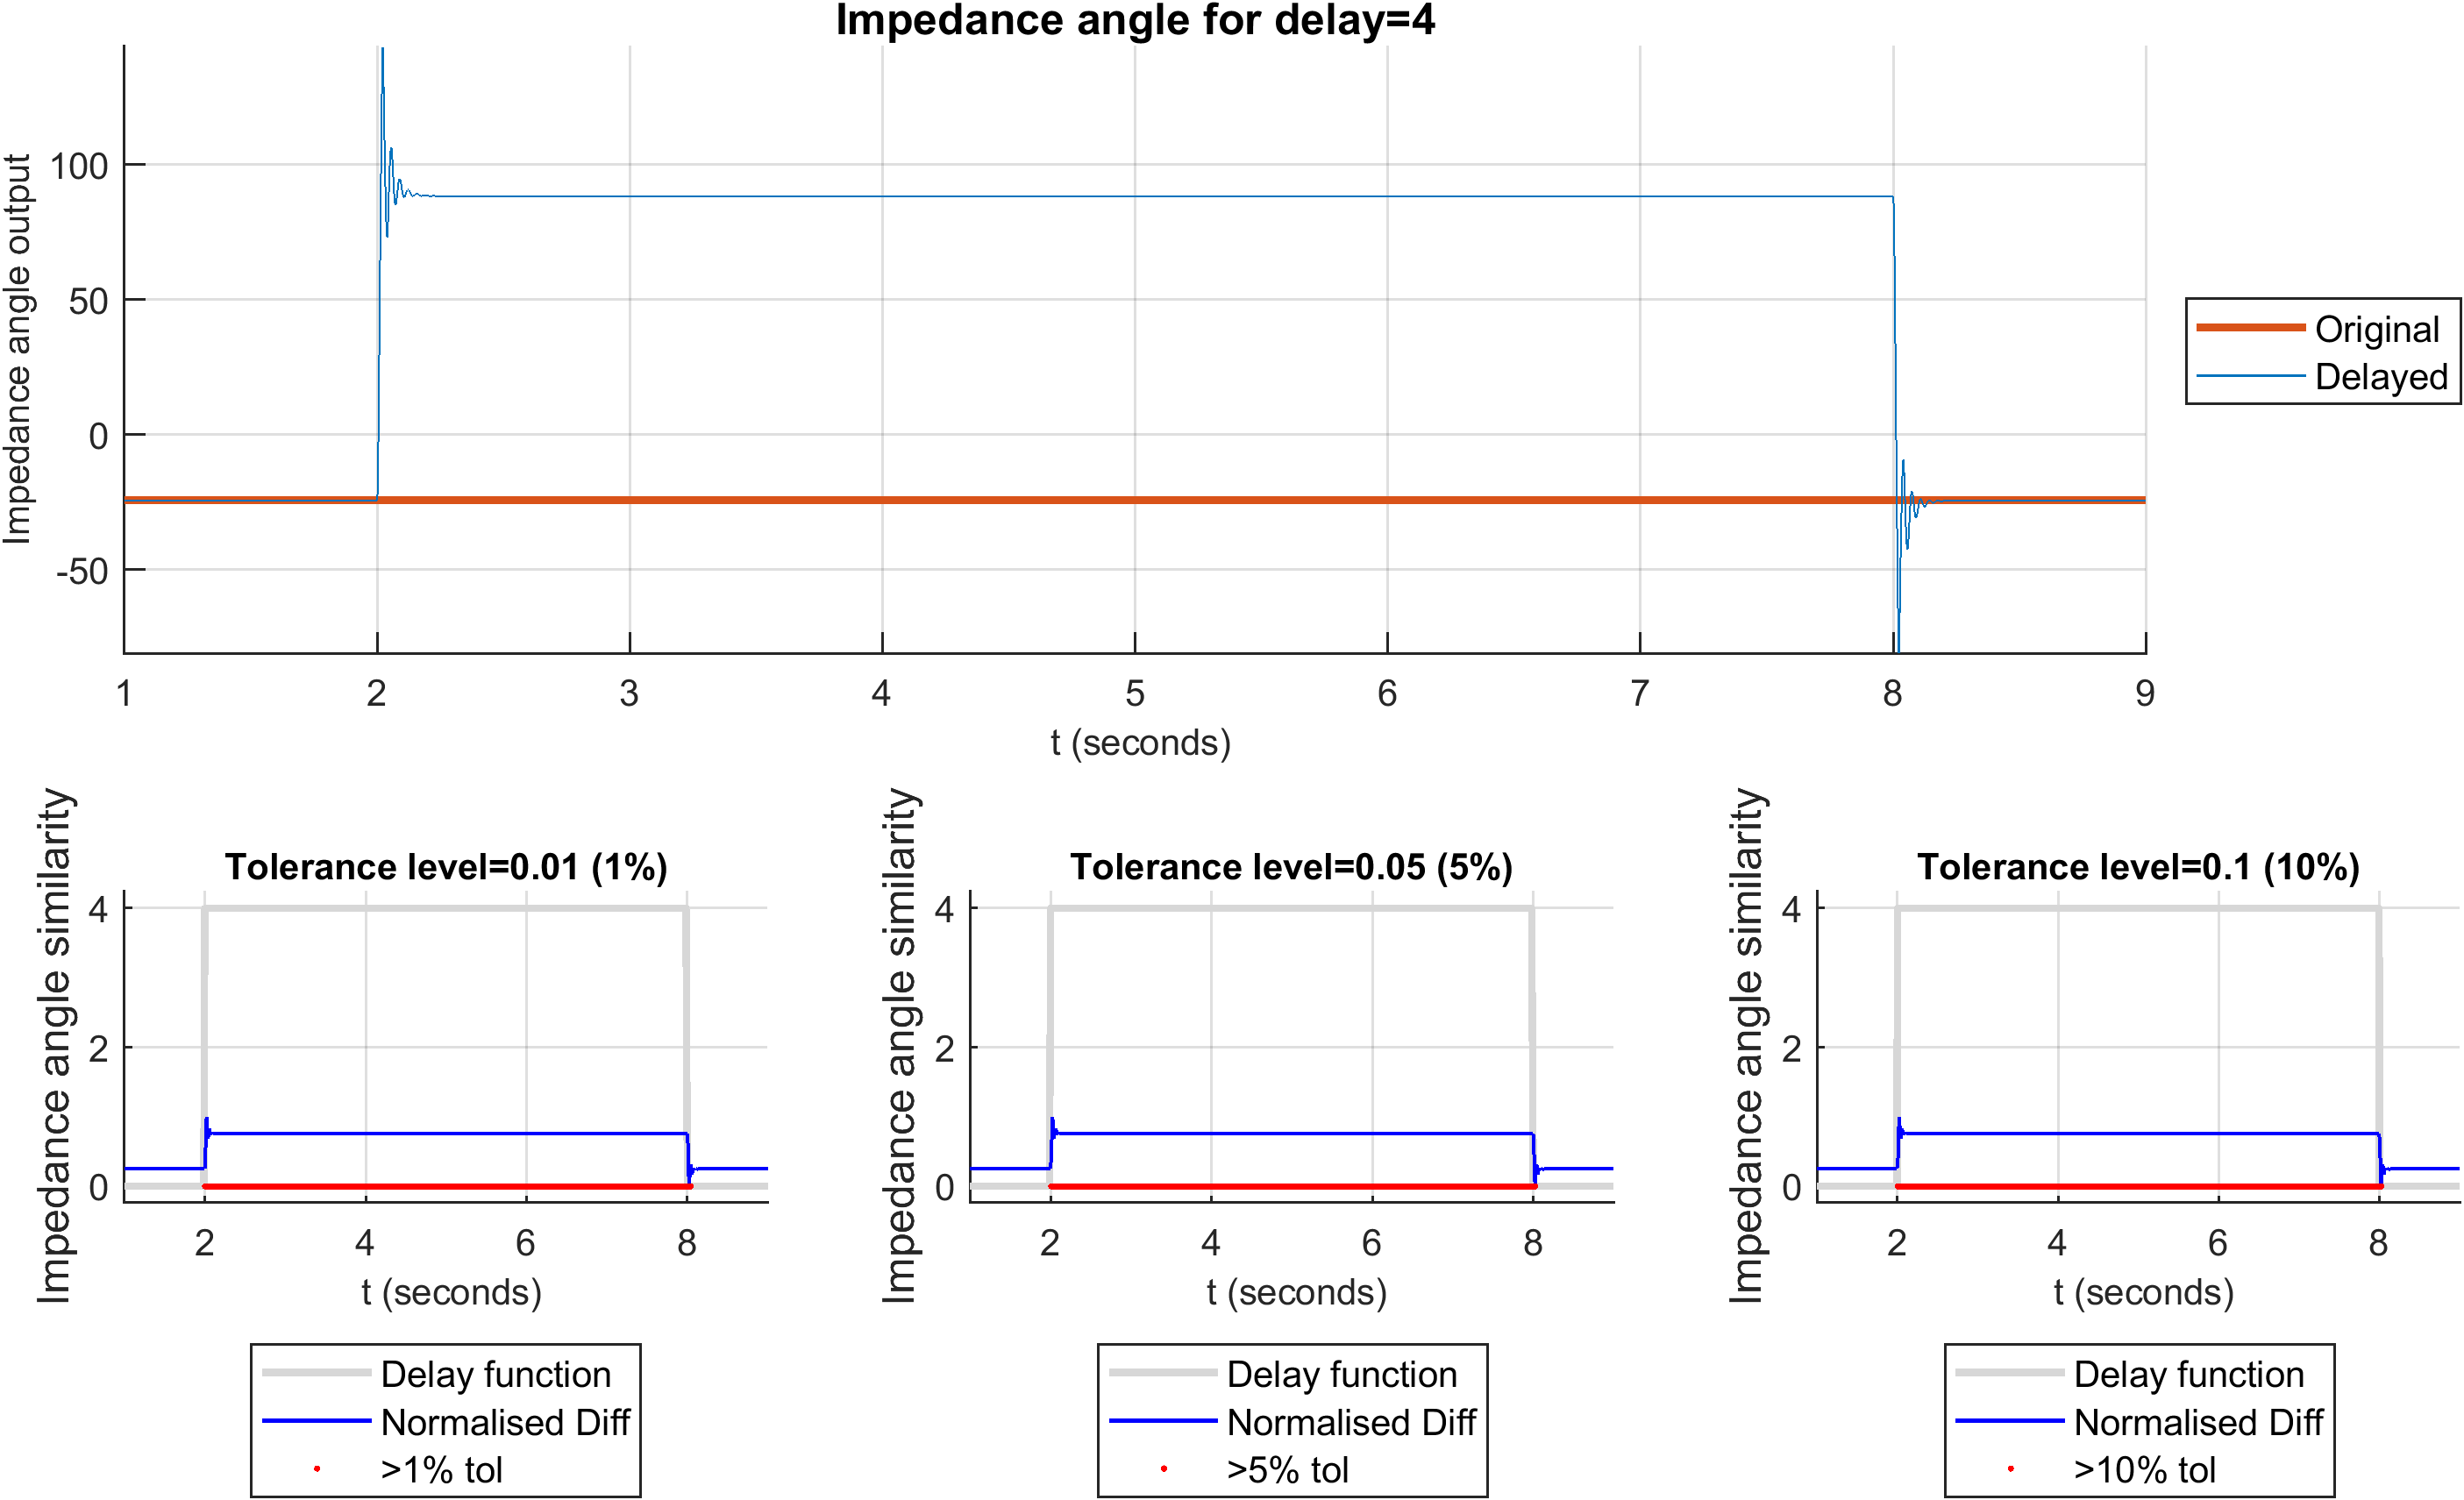 Impedance angle for delay=4
Impedance angle output
100
50
0
-50
1 2 3 4 5 6 7 8 9
t (seconds)
Original
Delayed
Impedance angle similarity
Tolerance level=0.01 (1%)
4
2
0
2 4 6 8
t (seconds)
Delay function
Normalised Diff
>1% tol
Impedance angle similarity
Tolerance level=0.05 (5%)
4
2
0
2 4 6 8
t (seconds)
Delay function
Normalised Diff
>5% tol
Impedance angle similarity
Tolerance level=0.1 (10%)
4
2
0
2 4 6 8
t (seconds)
Delay function
Normalised Diff
>10% tol